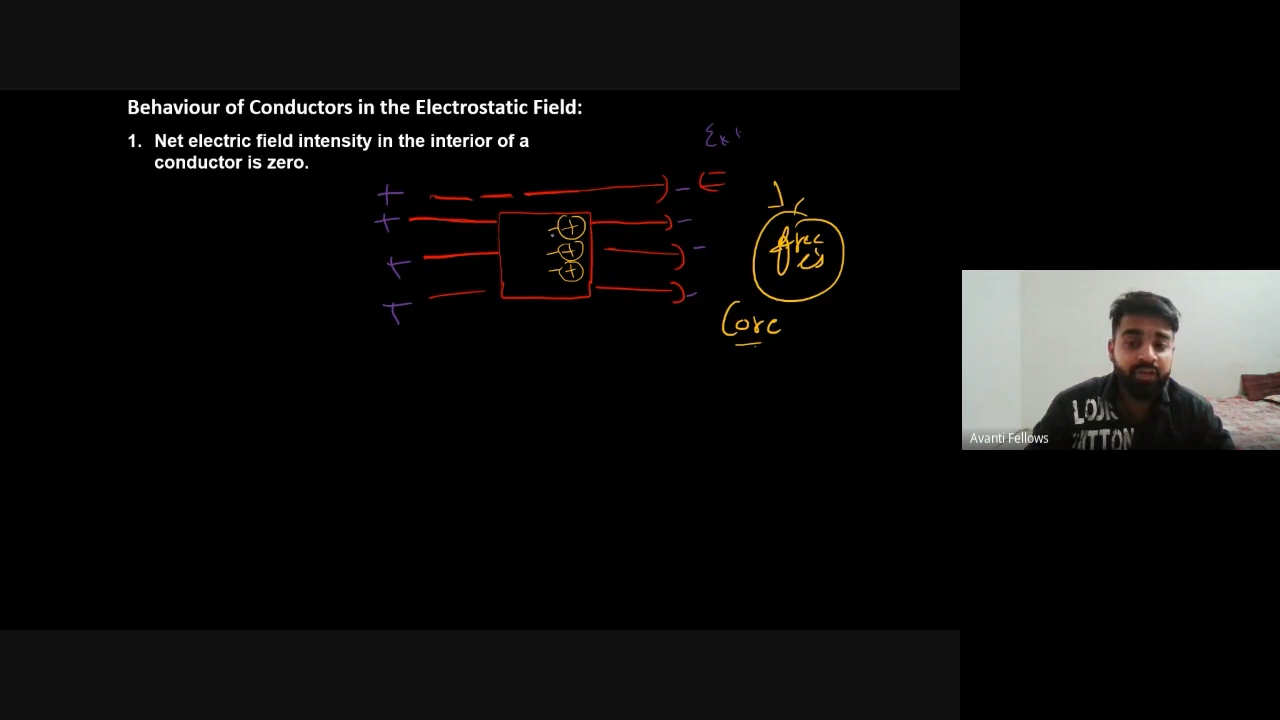 Behaviour of Conductors in the Electrostatic Field:
1. Net electric field intensity in the interior of a
conductor is zero.
+ -
+ + - -
+ + -
+ + -
free
e's
Core
Avanti Fellows